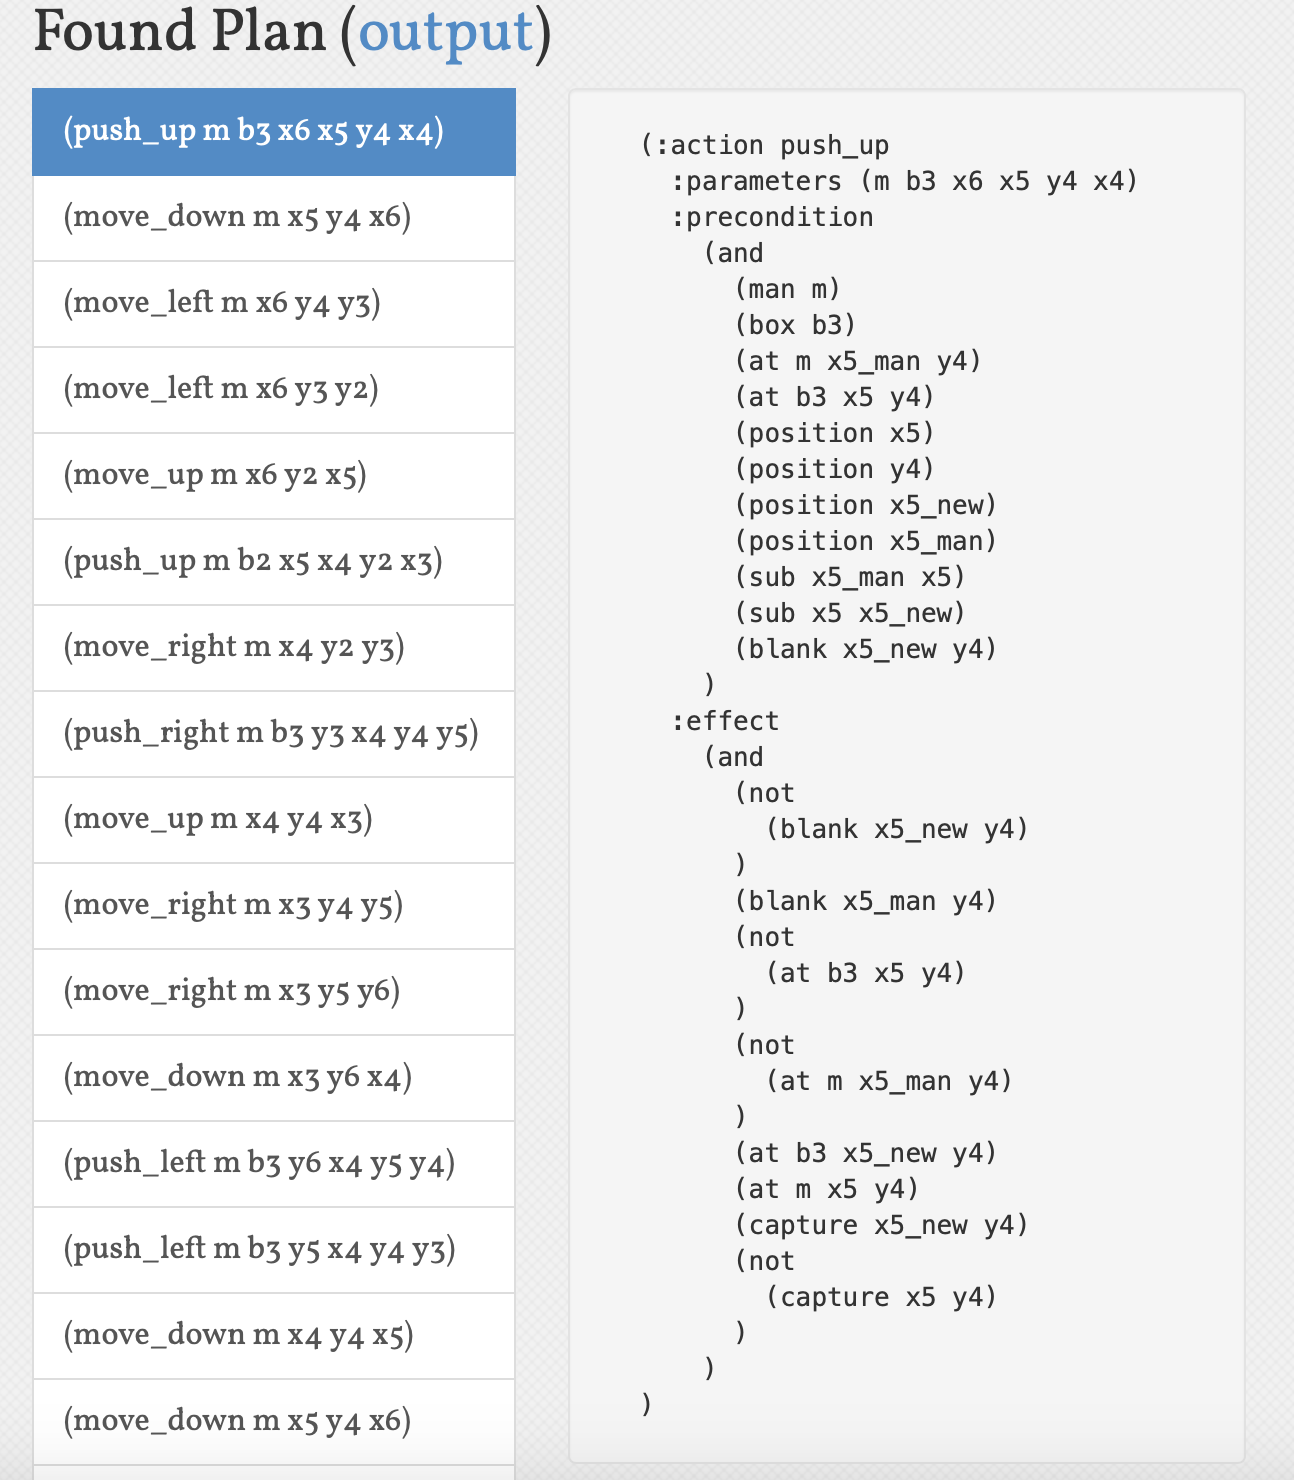 Found Plan (output)
(push_up m b3 x6 x5 y4 x4)
(move_down m x5 y4 x6)
(move_left m x6 y4 y3)
(move_left m x6 y3 y2)
(move_up m x6 y2 x5)
(push_up m b2 x5 x4 y2 x3)
(move_right m x4 y2 y3)
(push_right m b3 y3 x4 y4 y5)
(move_up m x4 y4 x3)
(move_right m x3 y4 y5)
(move_right m x3 y5 y6)
(move_down m x3 y6 x4)
(push_left m b3 y6 x4 y5 y4)
(push_left m b3 y5 x4 y4 y3)
(move_down m x4 y4 x5)
(move_down m x5 y4 x6)
(:action push_up
:parameters (m b3 x6 x5 y4 x4)
:precondition
(and
(man m)
(box b3)
(at m x5_man y4)
(at b3 x5 y4)
(position x5)
(position y4)
(position x5_new)
(position x5_man)
(sub x5_man x5)
(sub x5 x5_new)
(blank x5_new y4)
)
:effect
(and
(not
(blank x5_new y4)
)
(blank x5_man y4)
(not
(at b3 x5 y4)
)
(not
(at m x5_man y4)
)
(at b3 x5_new y4)
(at m x5 y4)
(capture x5_new y4)
(not
(capture x5 y4)
)
)
)